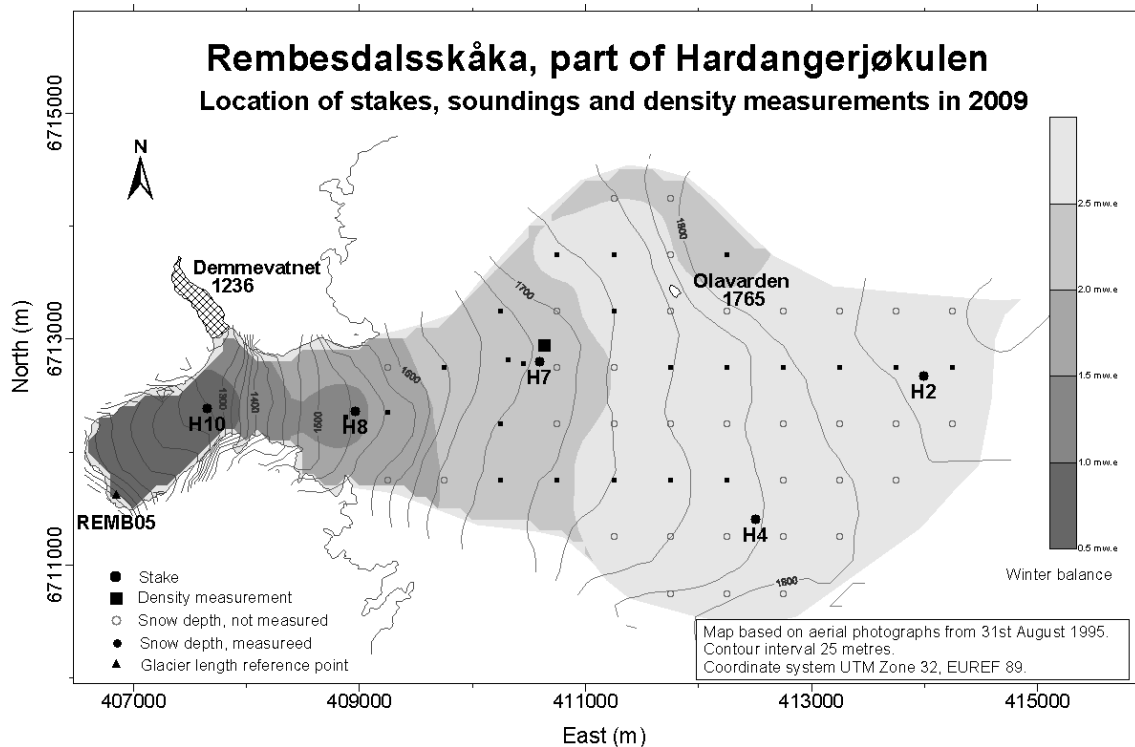 Rembesdalsskåka, part of Hardangerjøkulen
Location of stakes, soundings and density measurements in 2009
N
Demmevatnet
1236
Olavarden
1765
1800
1700
1600
1300
1400
1600
1800
H10
H8
H7
H2
H4
REMB05
2.5 mw.e
2.0 mw.e
1.5 mw.e
1.0 mw.e
0.5 mw.e
Winter balance
Stake
Density measurement
Snow depth, not measured
Snow depth, measureed
Glacier length reference point
Map based on aerial photographs from 31st August 1995.
Contour interval 25 metres.
Coordinate system UTM Zone 32, EUREF 89.
6715000
6713000
6711000
North (m)
407000 409000 411000 413000 415000
East (m)